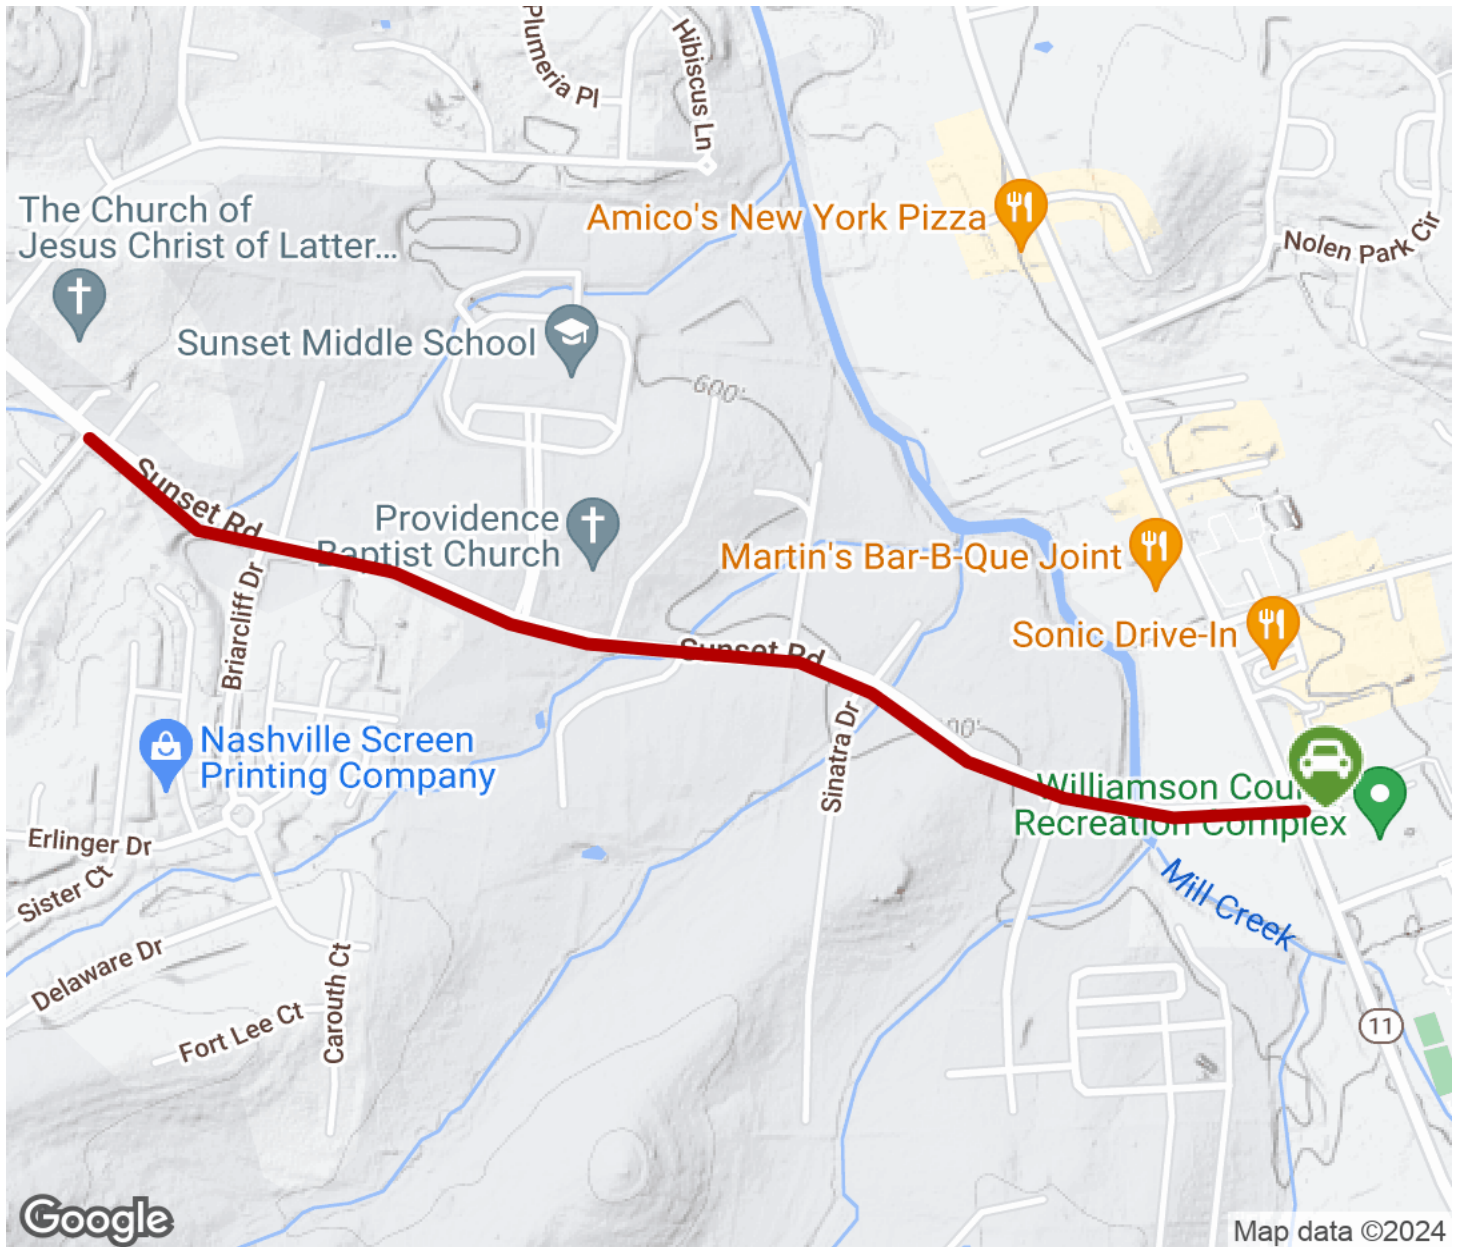 Plumeria Pl
Hibiscus Ln
The Church of
Jesus Christ of Latter...
Amico's New York Pizza
Nolen Park Cir
Sunset Middle School
600'
Sunset Rd
Providence
Baptist Church
Martin's Bar-B-Que Joint
Briarcliff Dr
Sonic Drive-In
Sunset Rd
Sinatra Dr
Nashville Screen
Printing Company
Williamson Cou
Recreation Complex
Erlinger Dr
Sister Ct
Mill Creek
Delaware Dr
Carouth Ct
Fort Lee Ct
11
Google
Map data ©2024